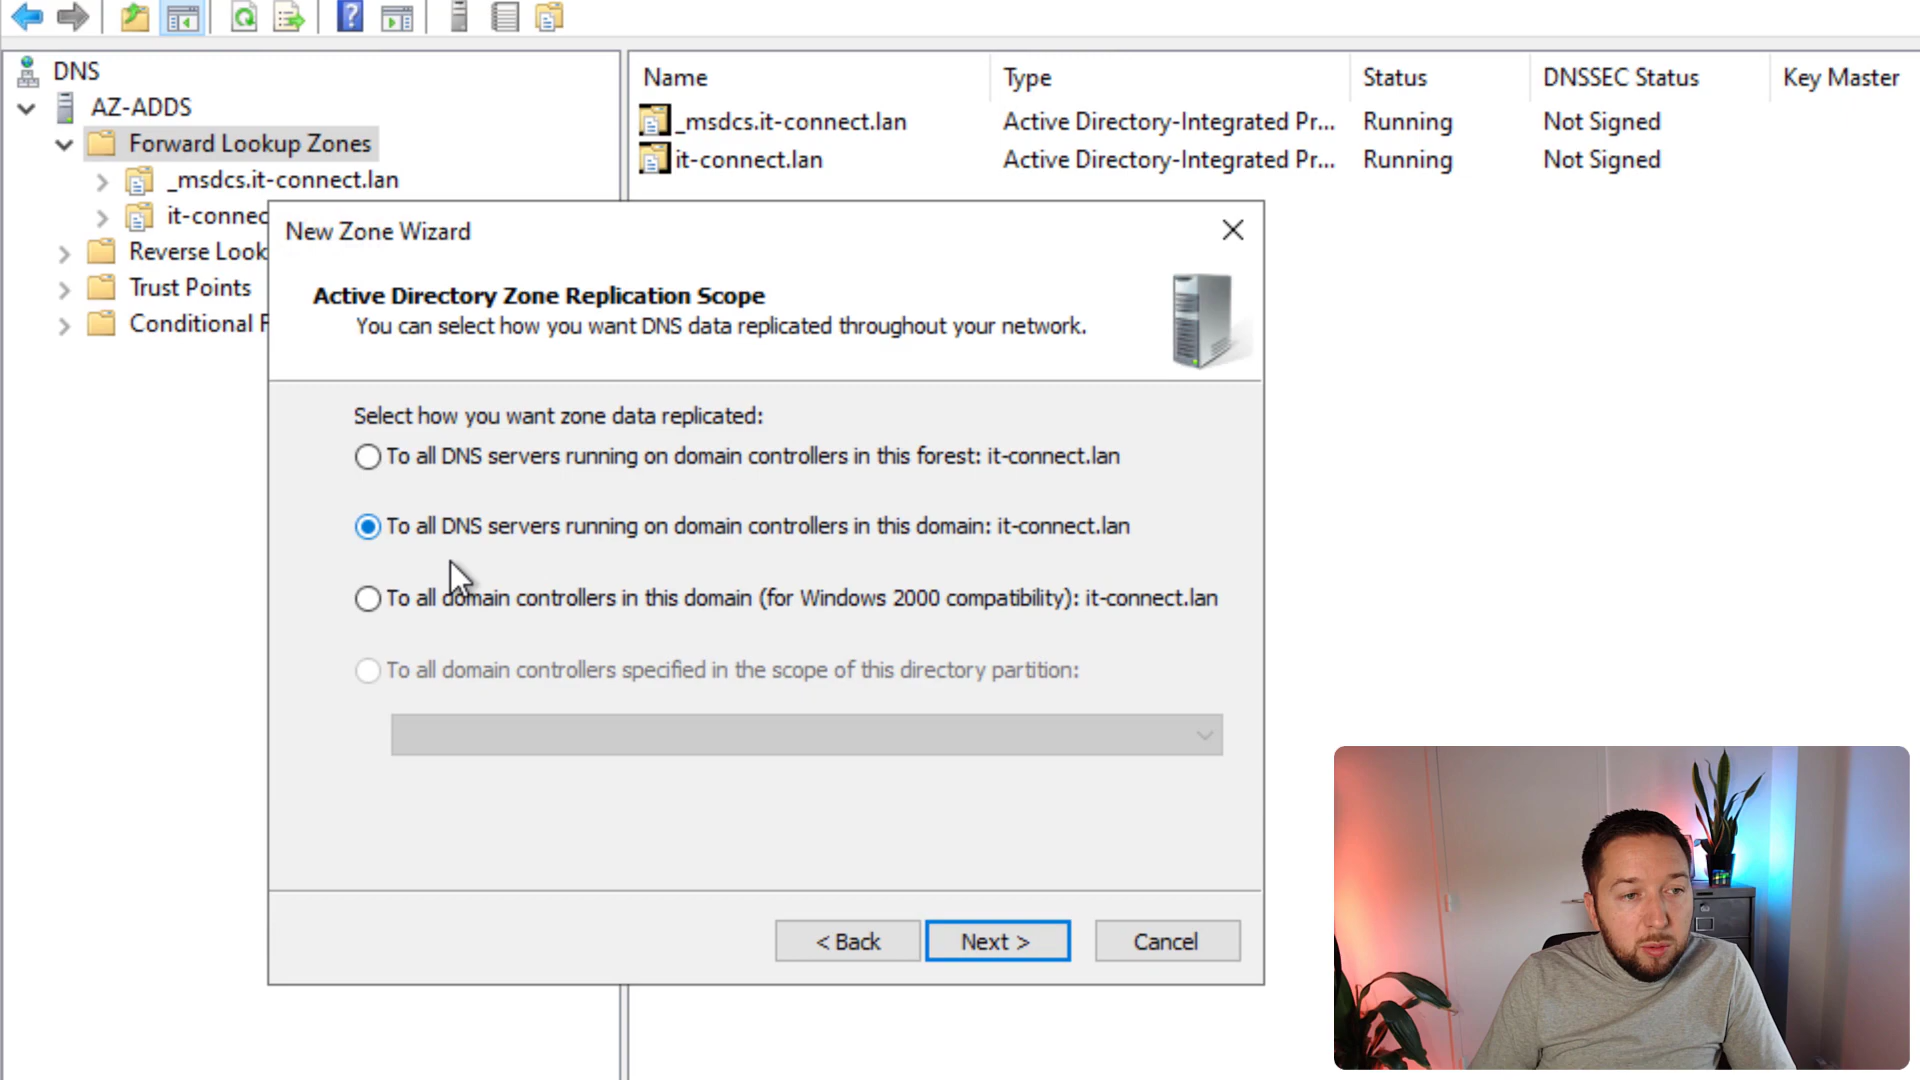 DNS
AZ-ADDS
Forward Lookup Zones
_msdcs.it-connect.lan
it-connec
Reverse Look
Trust Points
Conditional F
Name Type Status DNSSEC Status Key Master
_msdcs.it-connect.lan Active Directory-Integrated Pr... Running Not Signed
it-connect.lan Active Directory-Integrated Pr... Running Not Signed
New Zone Wizard
Active Directory Zone Replication Scope
You can select how you want DNS data replicated throughout your network.
Select how you want zone data replicated:
To all DNS servers running on domain controllers in this forest: it-connect.lan
To all DNS servers running on domain controllers in this domain: it-connect.lan
To all domain controllers in this domain (for Windows 2000 compatibility): it-connect.lan
To all domain controllers specified in the scope of this directory partition:
< Back Next > Cancel